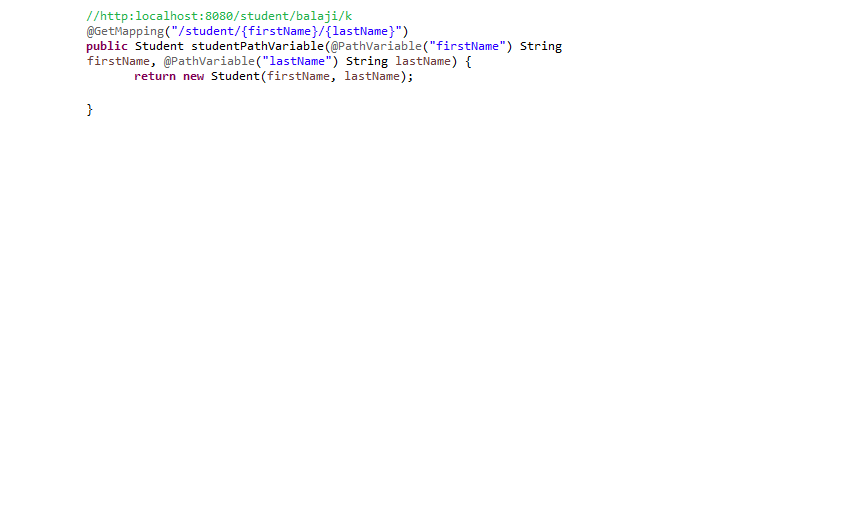 //http:localhost:8080/student/balaji/k
@GetMapping("/student/{firstName}/{lastName}")
public Student studentPathVariable(@PathVariable("firstName") String
firstName, @PathVariable("lastName") String lastName) {
return new Student(firstName, lastName);
}